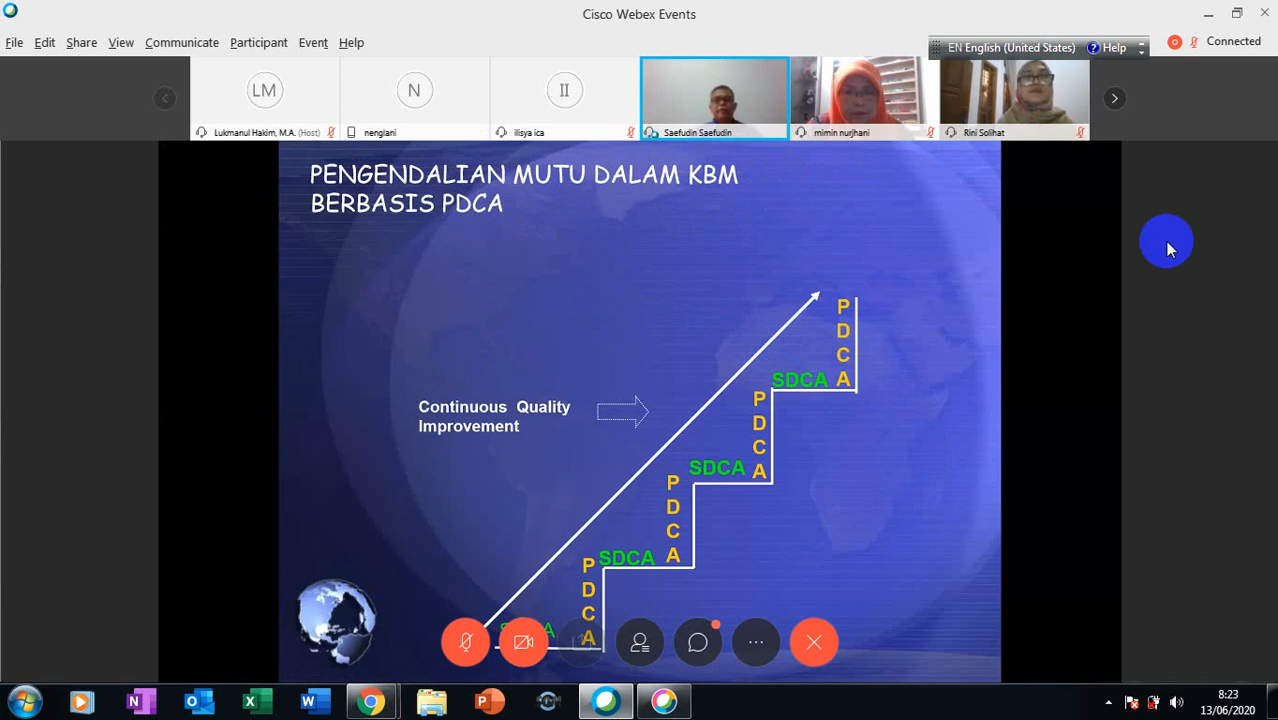 Cisco Webex Events
File Edit Share View Communicate Participant Event Help
EN English (United States) ? Help
Connected
LM
N
II
Lukmanul Hakim, M.A. (Host)
nenglani
ilisya ica
Saefudin Saefudin
mimin nurjhani
Rini Solihat
PENGENDALIAN MUTU DALAM KBM
BERBASIS PDCA
Continuous Quality
Improvement
P
D
C
A
SDCA
P
D
C
A
SDCA
P
D
C
A
SDCA
P
D
C
A
8:23
13/06/2020